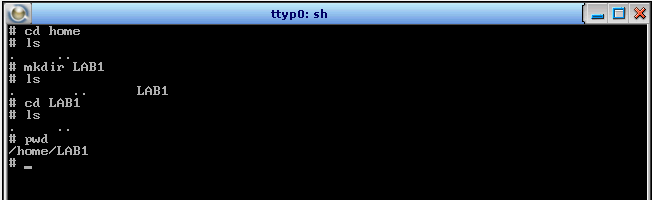 ttyp0: sh
# cd home
# ls
.     ..
# mkdir LAB1
# ls
.       ..      LAB1
# cd LAB1
# ls
.     ..
# pwd
/home/LAB1
# _